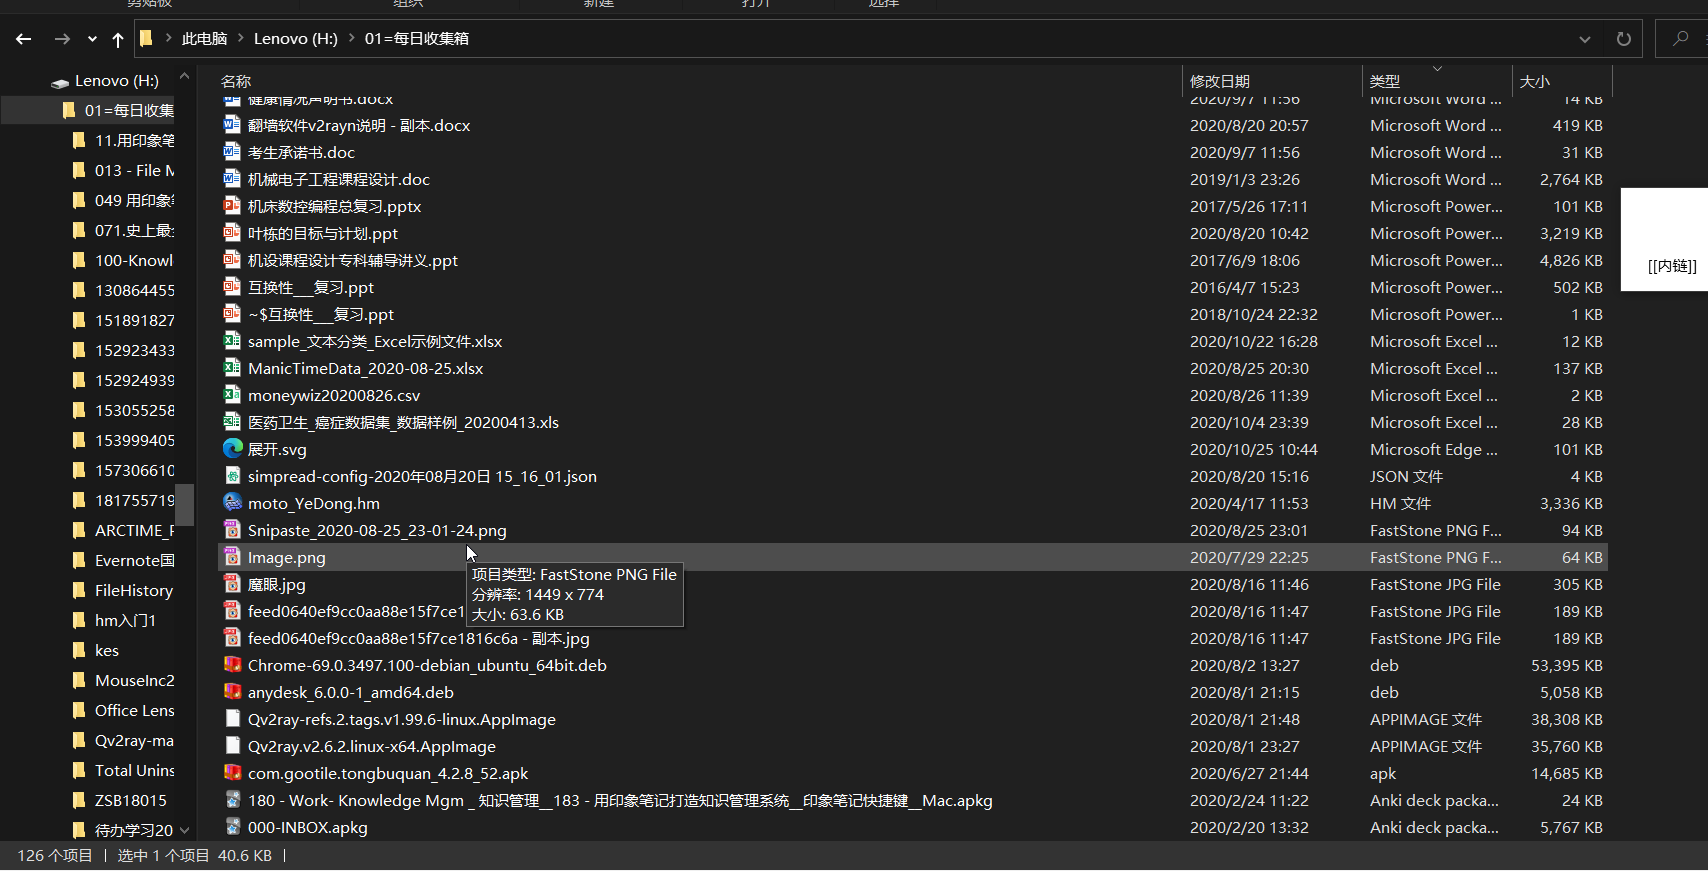 剪贴板 组织 新建 打开 选择
此电脑 > Lenovo (H:) > 01=每日收集箱
Lenovo (H:)
01=每日收集
11.用印象笔
013 - File M
049 用印象
071.史上最
100-Knowl
130864455
151891827
152923433
152924939
153055258
153999405
157306610
181755719
ARCTIME_P
Evernote国
FileHistory
hm入门1
kes
MouseInc2
Office Lens
Qv2ray-ma
Total Unins
ZSB18015
待办学习20
名称 修改日期 类型 大小
健康情况声明书.docx 2020/9/7 11:56 Microsoft Word ... 14 KB
翻墙软件v2rayn说明 - 副本.docx 2020/8/20 20:57 Microsoft Word ... 419 KB
考生承诺书.doc 2020/9/7 11:56 Microsoft Word ... 31 KB
机械电子工程课程设计.doc 2019/1/3 23:26 Microsoft Word ... 2,764 KB
机床数控编程总复习.pptx 2017/5/26 17:11 Microsoft Power... 101 KB
叶栋的目标与计划.ppt 2020/8/20 10:42 Microsoft Power... 3,219 KB
机设课程设计专科辅导讲义.ppt 2017/6/9 18:06 Microsoft Power... 4,826 KB
互换性___复习.ppt 2016/4/7 15:23 Microsoft Power... 502 KB
~$互换性___复习.ppt 2018/10/24 22:32 Microsoft Power... 1 KB
sample_文本分类_Excel示例文件.xlsx 2020/10/22 16:28 Microsoft Excel ... 12 KB
ManicTimeData_2020-08-25.xlsx 2020/8/25 20:30 Microsoft Excel ... 137 KB
moneywiz20200826.csv 2020/8/26 11:39 Microsoft Excel ... 2 KB
医药卫生_癌症数据集_数据样例_20200413.xls 2020/10/4 23:39 Microsoft Excel ... 28 KB
展开.svg 2020/10/25 10:44 Microsoft Edge ... 101 KB
simpread-config-2020年08月20日 15_16_01.json 2020/8/20 15:16 JSON 文件 4 KB
moto_YeDong.hm 2020/4/17 11:53 HM 文件 3,336 KB
Snipaste_2020-08-25_23-01-24.png 2020/8/25 23:01 FastStone PNG F... 94 KB
Image.png 2020/7/29 22:25 FastStone PNG F... 64 KB
魔眼.jpg 2020/8/16 11:46 FastStone JPG File 305 KB
feed0640ef9cc0aa88e15f7ce1 2020/8/16 11:47 FastStone JPG File 189 KB
feed0640ef9cc0aa88e15f7ce1816c6a - 副本.jpg 2020/8/16 11:47 FastStone JPG File 189 KB
Chrome-69.0.3497.100-debian_ubuntu_64bit.deb 2020/8/2 13:27 deb 53,395 KB
anydesk_6.0.0-1_amd64.deb 2020/8/1 21:15 deb 5,058 KB
Qv2ray-refs.2.tags.v1.99.6-linux.AppImage 2020/8/1 21:48 APPIMAGE 文件 38,308 KB
Qv2ray.v2.6.2.linux-x64.AppImage 2020/8/1 23:27 APPIMAGE 文件 35,760 KB
com.gootile.tongbuquan_4.2.8_52.apk 2020/6/27 21:44 apk 14,685 KB
180 - Work- Knowledge Mgm _ 知识管理__183 - 用印象笔记打造知识管理系统__印象笔记快捷键__Mac.apkg 2020/2/24 11:22 Anki deck packa... 24 KB
000-INBOX.apkg 2020/2/20 13:32 Anki deck packa... 5,767 KB
项目类型: FastStone PNG File
分辨率: 1449 x 774
大小: 63.6 KB
[[内链]]
126 个项目 | 选中 1 个项目 40.6 KB |